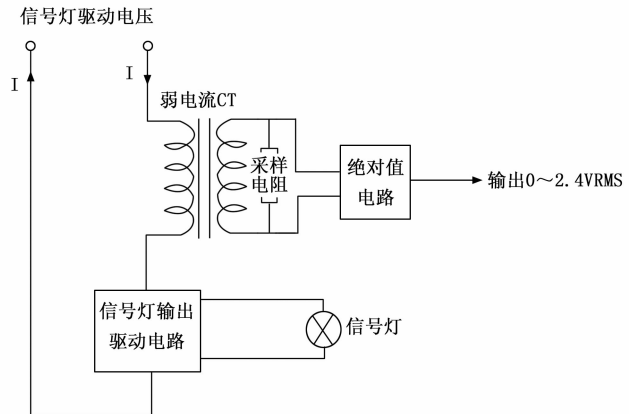 信号灯驱动电压
I
I
弱电流CT
采样
电阻
绝对值
电路
输出0～2.4VRMS
信号灯输出
驱动电路
信号灯